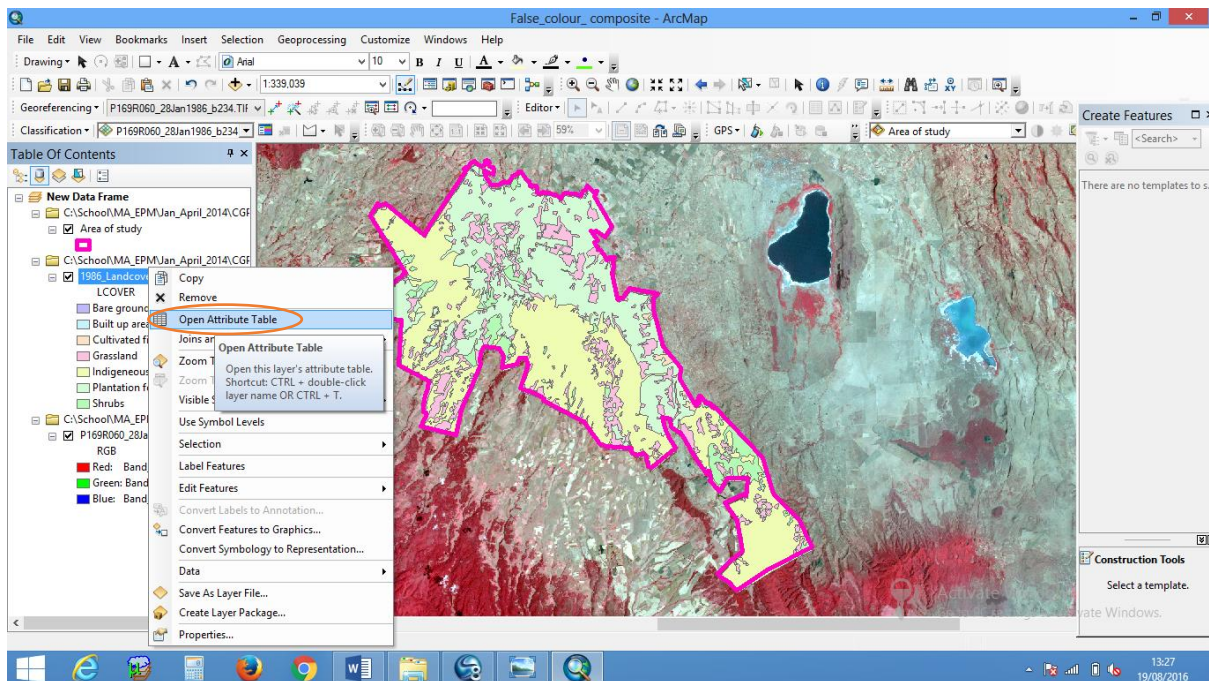 False_colour_ composite - ArcMap
File Edit View Bookmarks Insert Selection Geoprocessing Customize Windows Help
Drawing Arial 10 B I U A
1:339,039
Georeferencing P169R060_28Jan1986_b234.TIF Editor
Classification P169R060_28Jan1986_b234 59% GPS Area of study
Table Of Contents
New Data Frame
C:\School\MA_EPM\Jan_April_2014\CGF
Area of study
C:\School\MA_EPM\Jan_April_2014\CGF
1986_Landcove
LCOVER
Bare ground
Built up area
Cultivated fi
Grassland
Indigeneous
Plantation f
Shrubs
C:\School\MA_EPM
P169R060_28Ja
RGB
Red: Band_
Green: Band
Blue: Band_
Copy
Remove
Open Attribute Table
Joins an
Zoom T
Zoom T
Visible S
Use Symbol Levels
Selection
Label Features
Edit Features
Convert Labels to Annotation...
Convert Features to Graphics...
Convert Symbology to Representation...
Data
Save As Layer File...
Create Layer Package...
Properties...
Open Attribute Table
Open this layer's attribute table.
Shortcut: CTRL + double-click
layer name OR CTRL + T.
Create Features
<Search>
There are no templates to s
Construction Tools
Select a template.
Activate
vate Windows.
13:27
19/08/2016